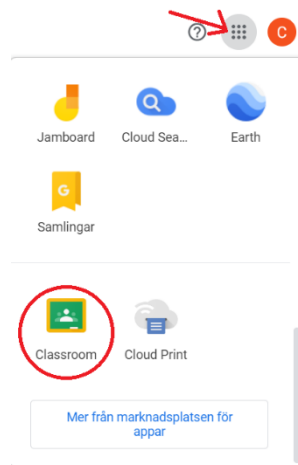 ?
C
Jamboard
Cloud Sea...
Earth
G
Samlingar
Classroom
Cloud Print
Mer från marknadsplatsen för
appar